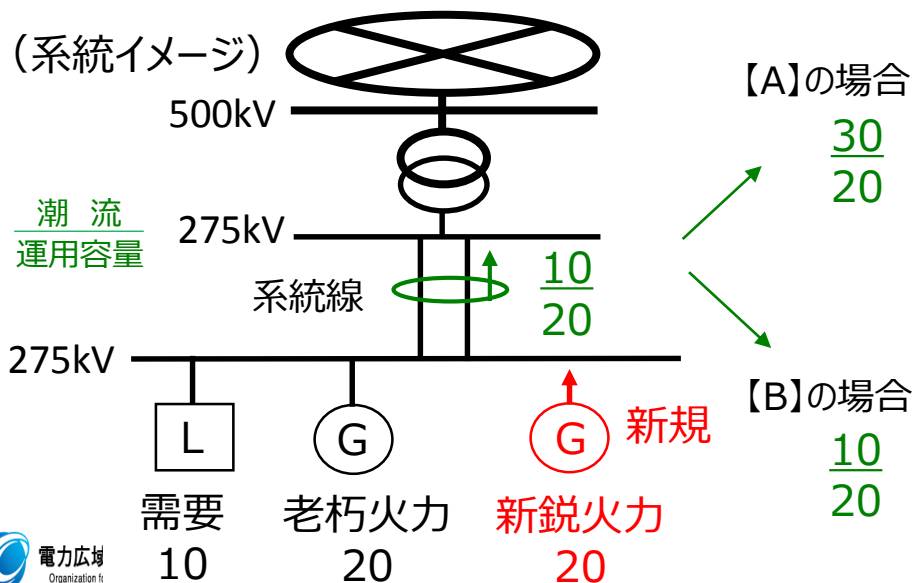 (系統イメージ)
500kV
【A】の場合
30
20
潮 流
運用容量
275kV
系統線
10
20
275kV
【B】の場合
10
20
L
G
G
新規
需要
老朽火力
新鋭火力
10
20
20
電力広域
Organization